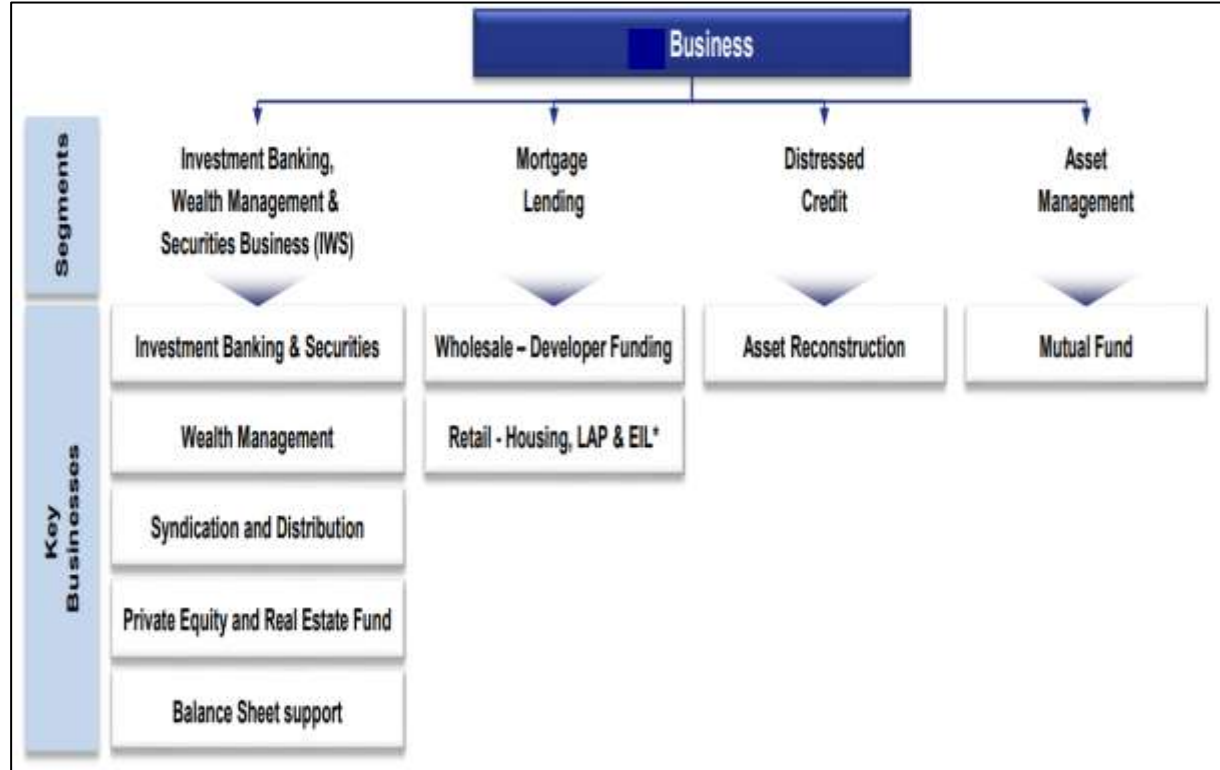 Business
Segments
Investment Banking,
Wealth Management &
Securities Business (IWS)
Mortgage
Lending
Distressed
Credit
Asset
Management
Key
Businesses
Investment Banking & Securities
Wholesale – Developer Funding
Asset Reconstruction
Mutual Fund
Wealth Management
Retail - Housing, LAP & EIL*
Syndication and Distribution
Private Equity and Real Estate Fund
Balance Sheet support